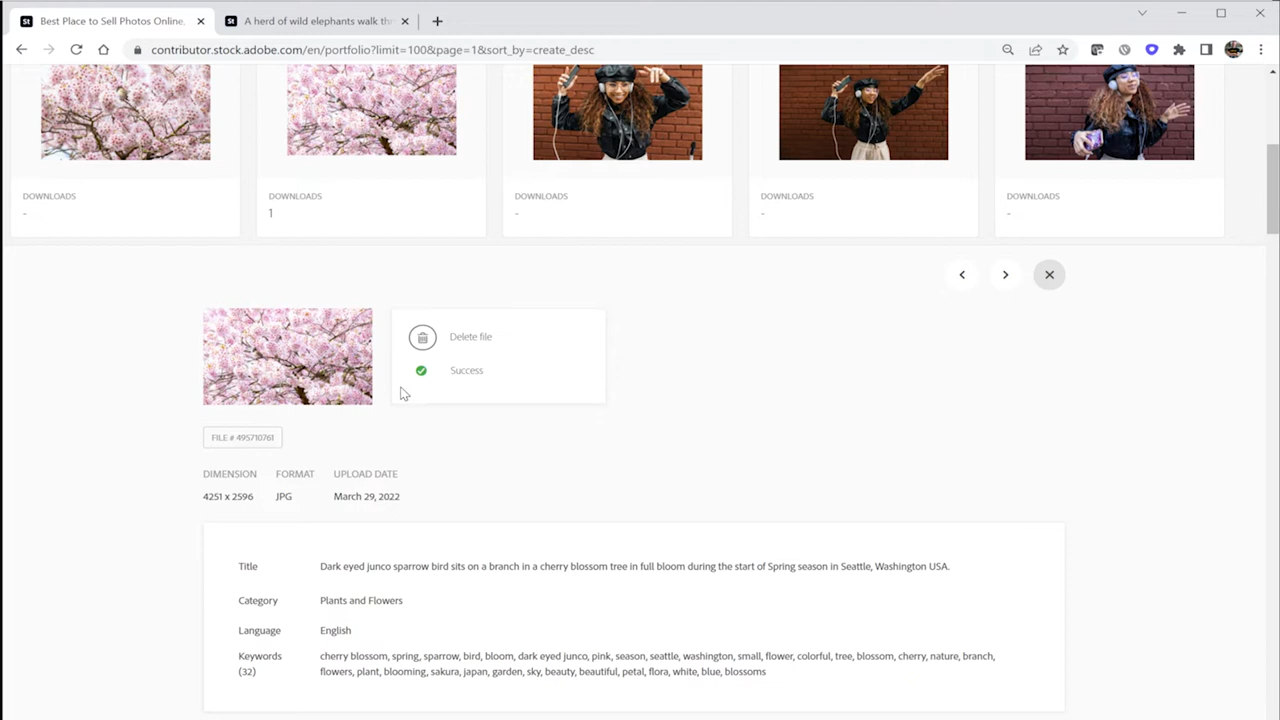 Best Place to Sell Photos Online,
A herd of wild elephants walk thr
contributor.stock.adobe.com/en/portfolio?limit=100&page=1&sort_by=create_desc
DOWNLOADS DOWNLOADS DOWNLOADS DOWNLOADS DOWNLOADS
- 1 - - -
Delete file
Success
FILE # 495710761
DIMENSION FORMAT UPLOAD DATE
4251 x 2596 JPG March 29, 2022
Title Dark eyed junco sparrow bird sits on a branch in a cherry blossom tree in full bloom during the start of Spring season in Seattle, Washington USA.
Category Plants and Flowers
Language English
Keywords cherry blossom, spring, sparrow, bird, bloom, dark eyed junco, pink, season, seattle, washington, small, flower, colorful, tree, blossom, cherry, nature, branch,
(32) flowers, plant, blooming, sakura, japan, garden, sky, beauty, beautiful, petal, flora, white, blue, blossoms